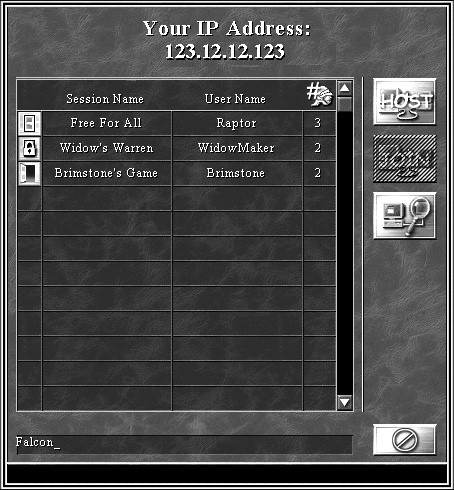 Your IP Address:
123.12.12.123
Session Name User Name #
Free For All Raptor 3
Widow's Warren WidowMaker 2
Brimstone's Game Brimstone 2
HOST
JOIN
Falcon_